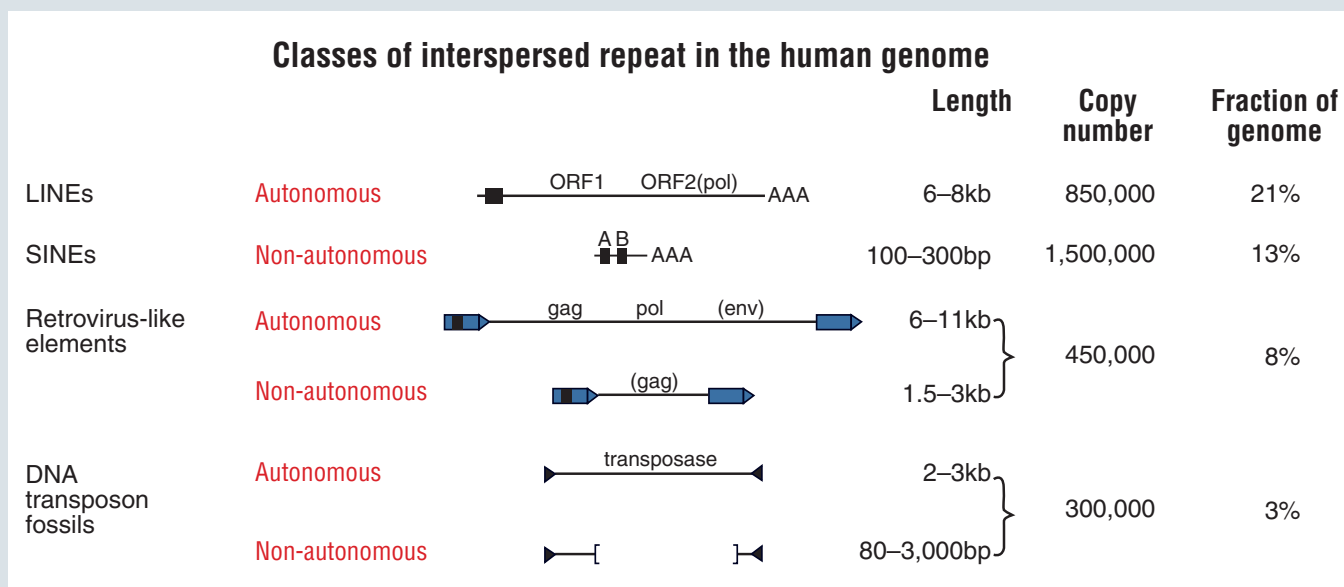 Classes of interspersed repeat in the human genome
Length Copy number Fraction of genome
LINEs Autonomous ORF1 ORF2(pol) AAA 6–8kb 850,000 21%
SINEs Non-autonomous A B AAA 100–300bp 1,500,000 13%
Retrovirus-like elements Autonomous gag pol (env) 6–11kb 450,000 8%
Non-autonomous (gag) 1.5–3kb
DNA transposon fossils Autonomous transposase 2–3kb 300,000 3%
Non-autonomous 80–3,000bp